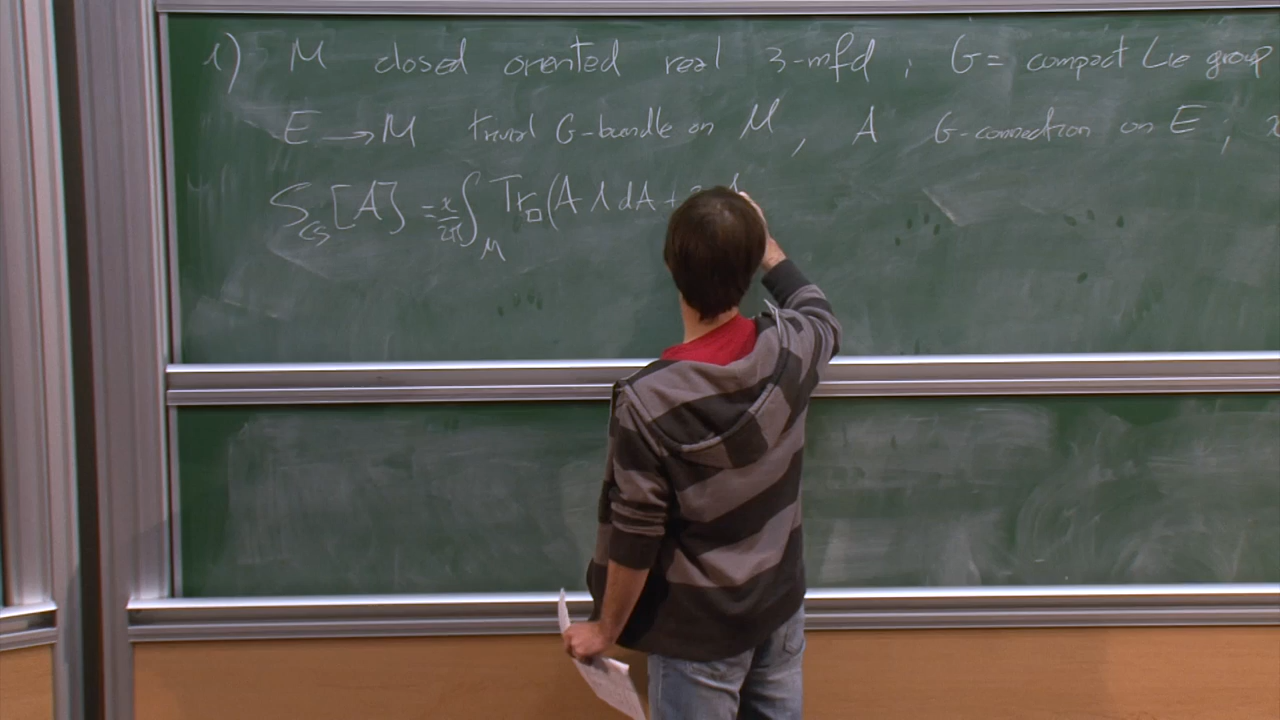 1) M closed oriented real 3-mfd ; G = compact Lie group
E → M trivial G-bundle on M , A G-connection on E ;
S_CS [A] = x/2π ∫_M Tr_□ (A ∧ dA +